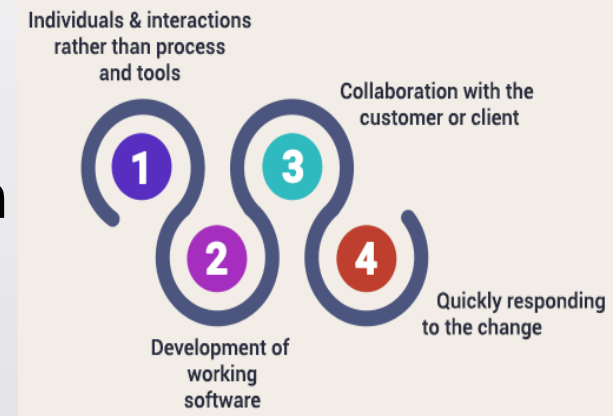 Individuals & interactions
rather than process
and tools
1
2
Development of
working
software
3
Collaboration with the
customer or client
4
Quickly responding
to the change